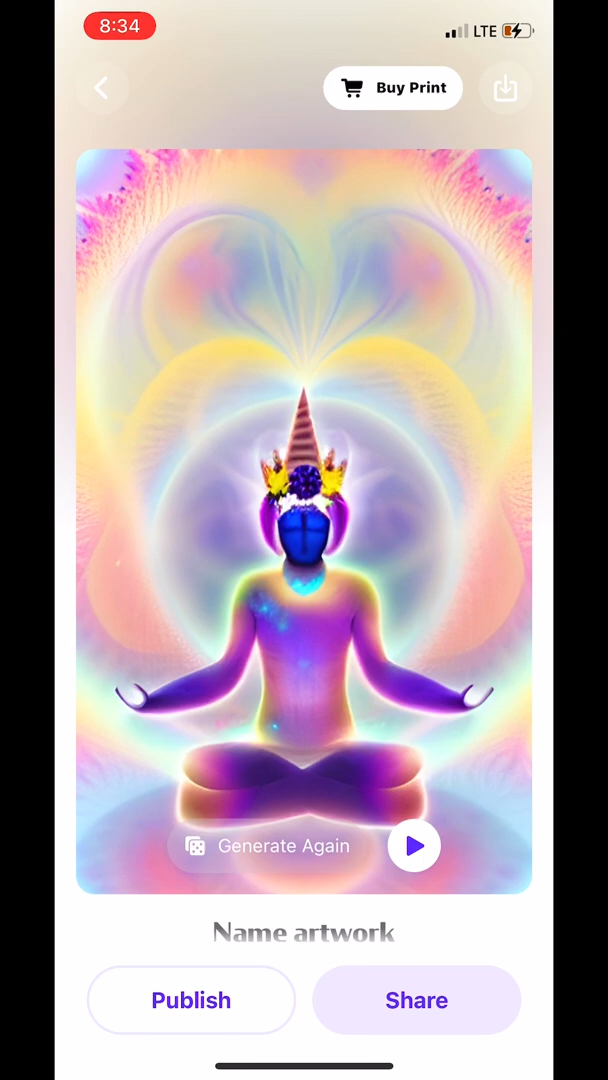 8:34
LTE
Buy Print
Generate Again
Name artwork
Publish
Share